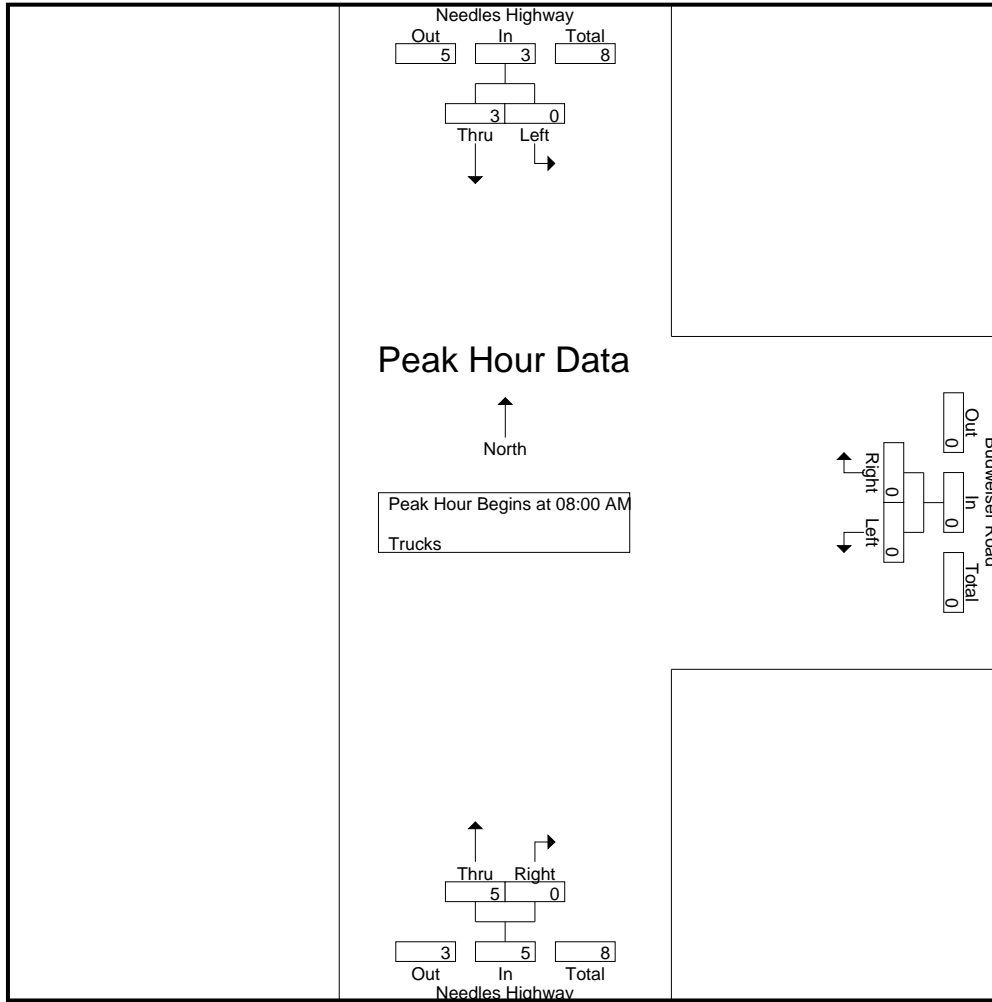 Needles Highway
Out In Total
5 3 8
3 0
Thru Left
Peak Hour Data
North
Peak Hour Begins at 08:00 AM
Trucks
Budweiser Road
Out In Total
0 0 0
Right Left
0 0
Thru Right
5 0
3 5 8
Out In Total
Needles Highway